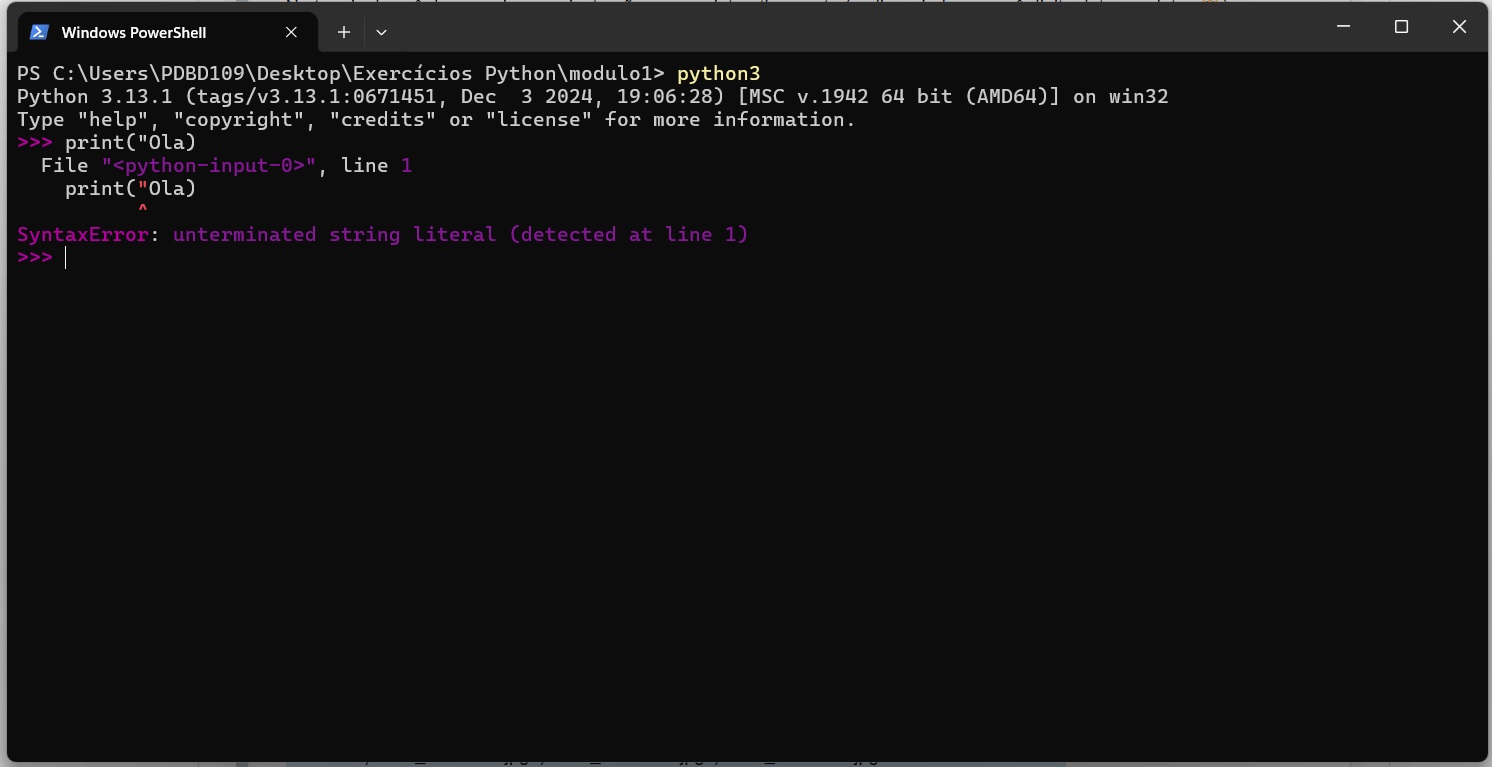 Windows PowerShell
PS C:\Users\PDBD109\Desktop\Exercícios Python\modulo1> python3
Python 3.13.1 (tags/v3.13.1:0671451, Dec  3 2024, 19:06:28) [MSC v.1942 64 bit (AMD64)] on win32
Type "help", "copyright", "credits" or "license" for more information.
>>> print("Ola)
  File "<python-input-0>", line 1
    print("Ola)
          ^
SyntaxError: unterminated string literal (detected at line 1)
>>>